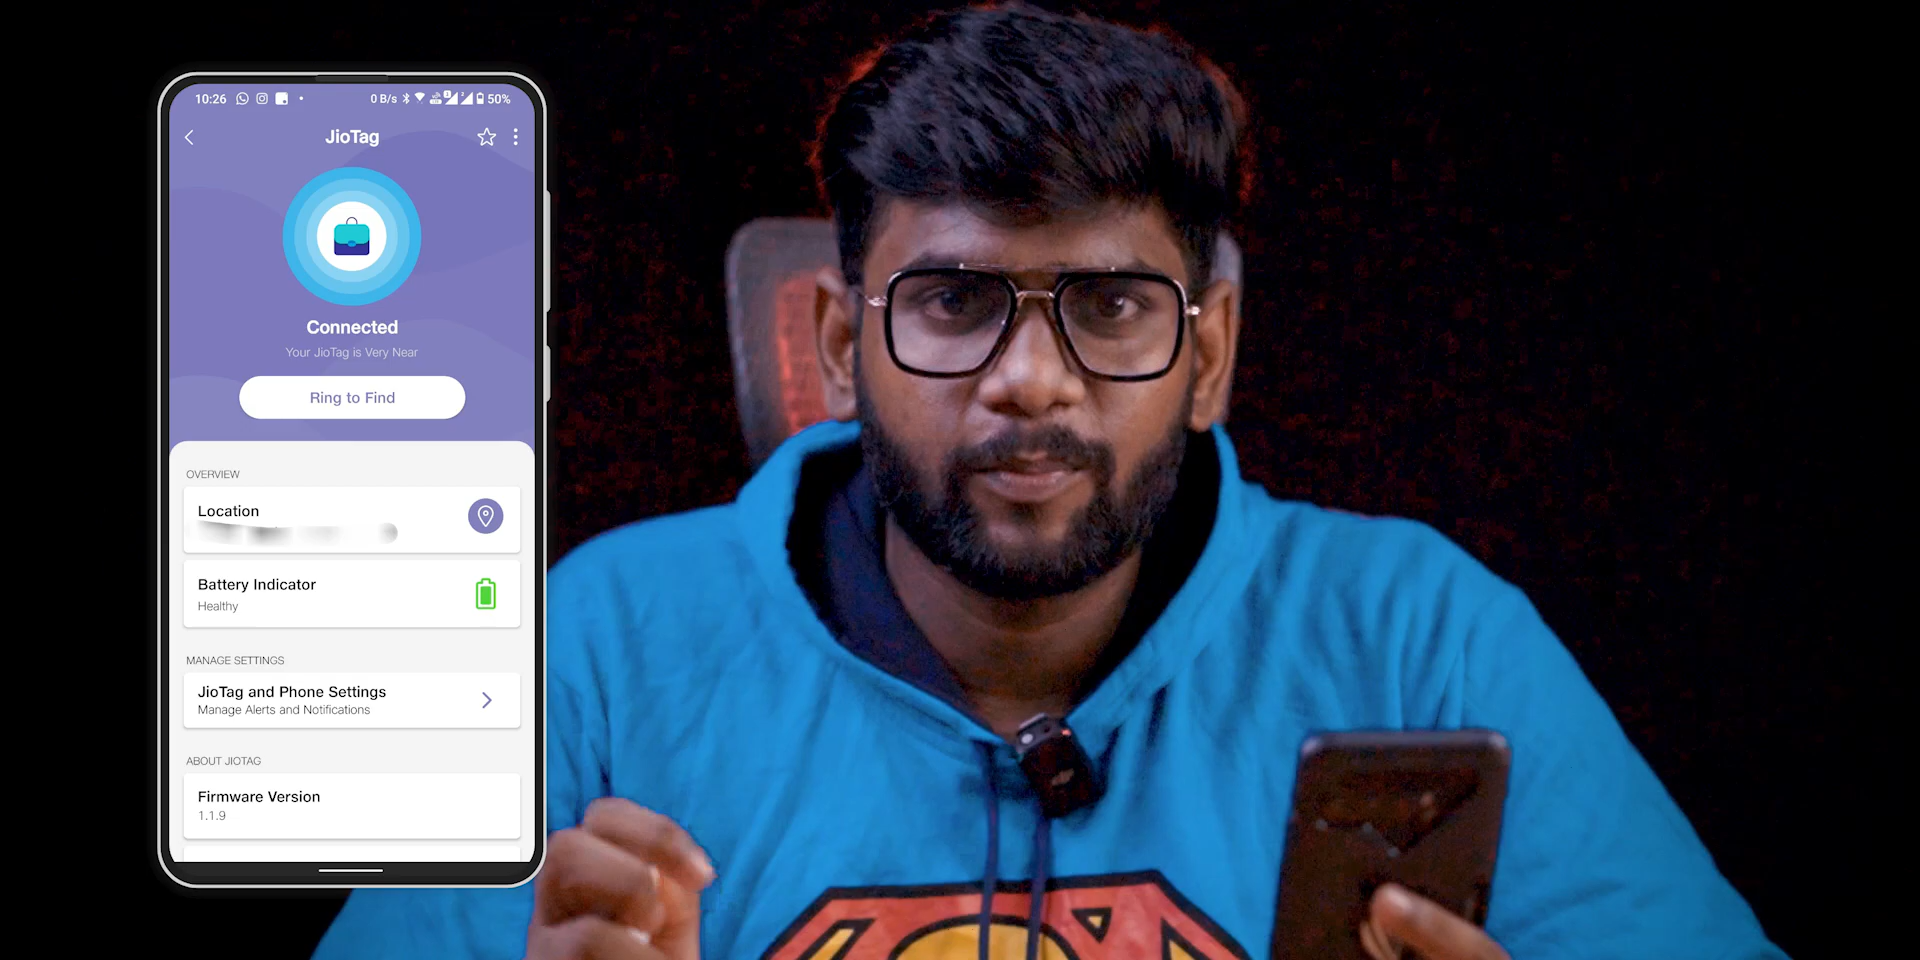 10:26
0 B/s
50%
JioTag
Connected
Your JioTag is Very Near
Ring to Find
OVERVIEW
Location
Battery Indicator
Healthy
MANAGE SETTINGS
JioTag and Phone Settings
Manage Alerts and Notifications
ABOUT JIOTAG
Firmware Version
1.1.9